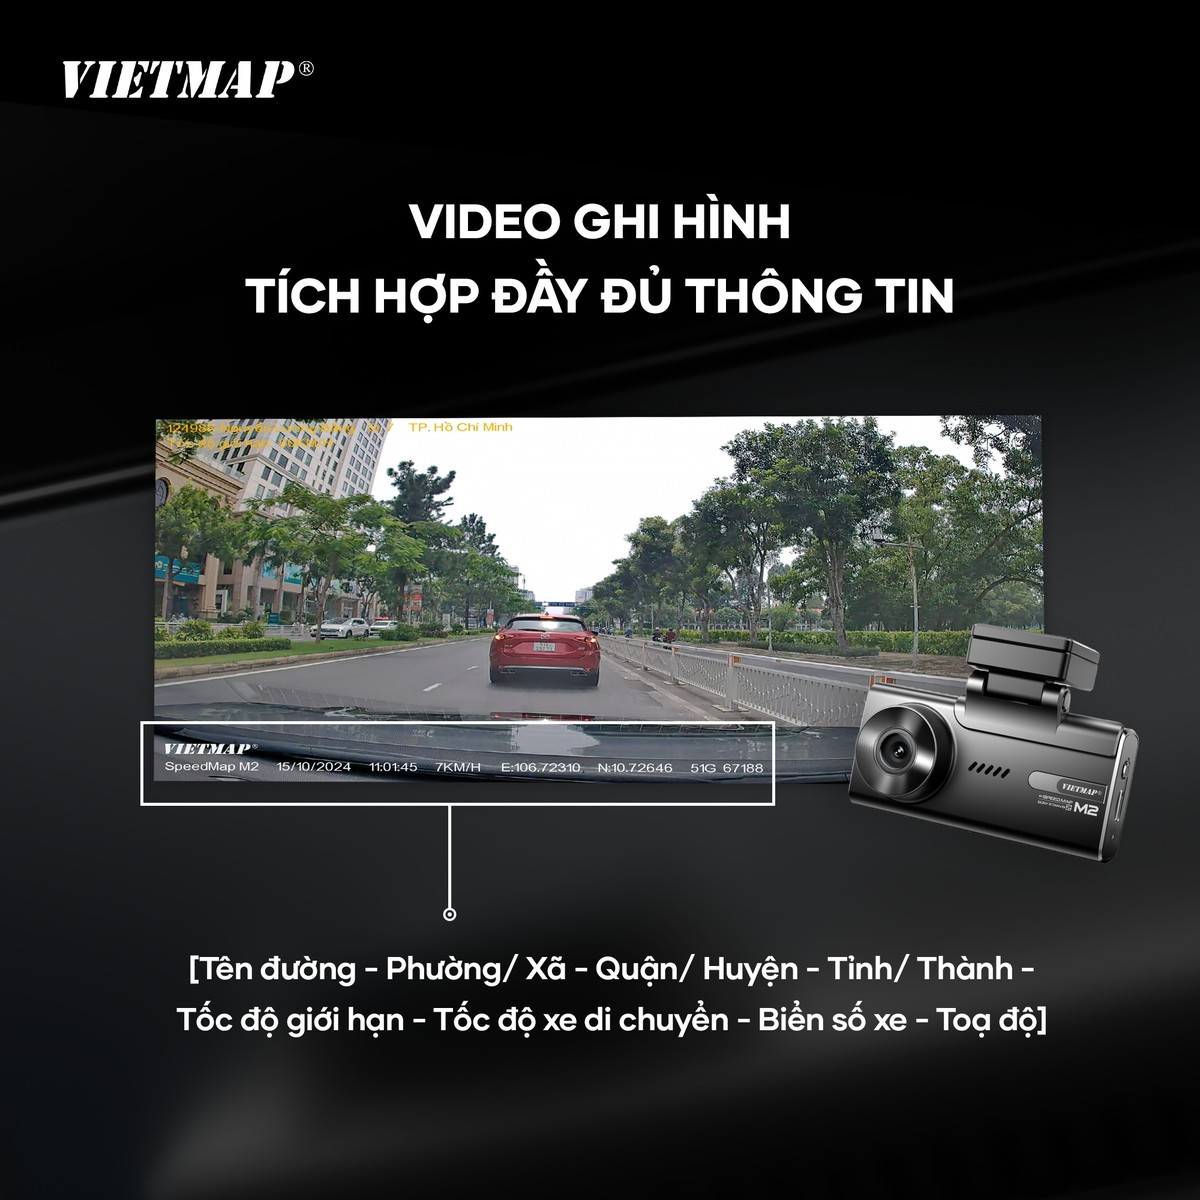 VIETMAP®
VIDEO GHI HÌNH
TÍCH HỢP ĐẦY ĐỦ THÔNG TIN
TP. Hồ Chí Minh
VIETMAP®
SpeedMap M2 15/10/2024 11:01:45 7KM/H E:106.72310 N:10.72646 51G 67188
VIETMAP®
SPEEDMAP
M2
[Tên đường - Phường/ Xã - Quận/ Huyện - Tỉnh/ Thành -
Tốc độ giới hạn - Tốc độ xe di chuyển - Biển số xe - Toạ độ]